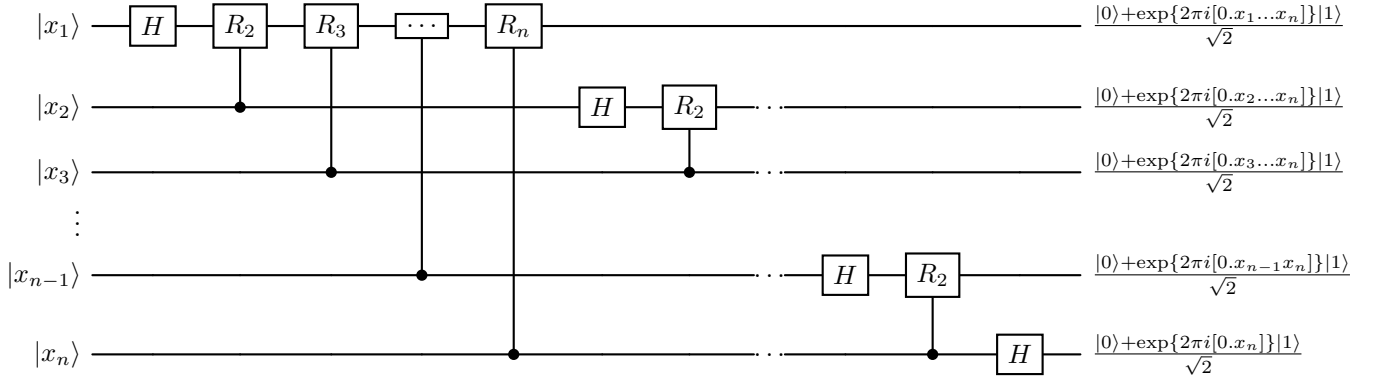 |x₁⟩ H R₂ R₃ ⋯ Rₙ |0⟩+exp{2πi[0.x₁...xₙ]}|1⟩ / √2
|x₂⟩ H R₂ ⋯ |0⟩+exp{2πi[0.x₂...xₙ]}|1⟩ / √2
|x₃⟩ ⋯ |0⟩+exp{2πi[0.x₃...xₙ]}|1⟩ / √2
⋮
|xₙ₋₁⟩ ⋯ H R₂ |0⟩+exp{2πi[0.xₙ₋₁xₙ]}|1⟩ / √2
|xₙ⟩ ⋯ H |0⟩+exp{2πi[0.xₙ]}|1⟩ / √2